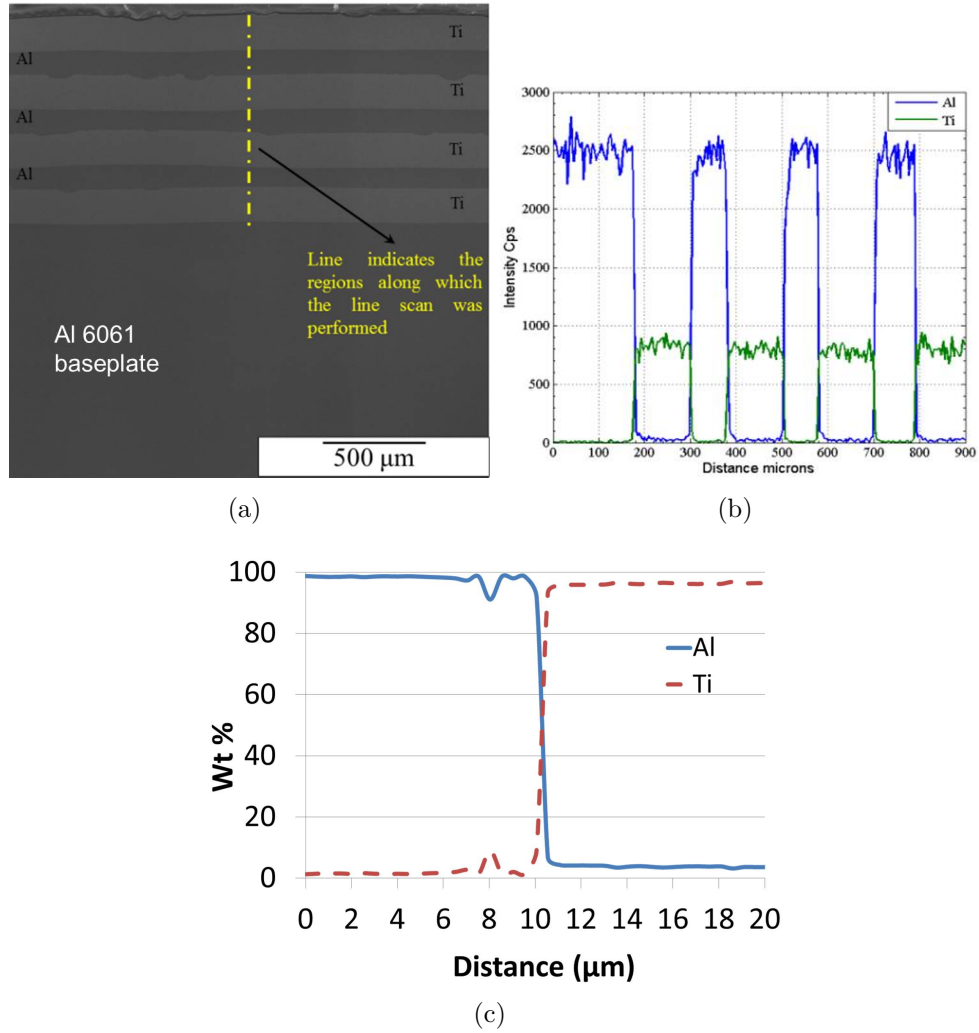 Ti
Al
Ti
Al
Ti
Al
Ti
Line indicates the
regions along which
the line scan was
performed
Al 6061
baseplate
500 μm
(a)
3000
2500
2000
1500
1000
500
0
Intensity Cps
Al
Ti
0 100 200 300 400 500 600 700 800 900
Distance microns
(b)
100
80
60
40
20
0
Wt %
Al
Ti
0 2 4 6 8 10 12 14 16 18 20
Distance (μm)
(c)